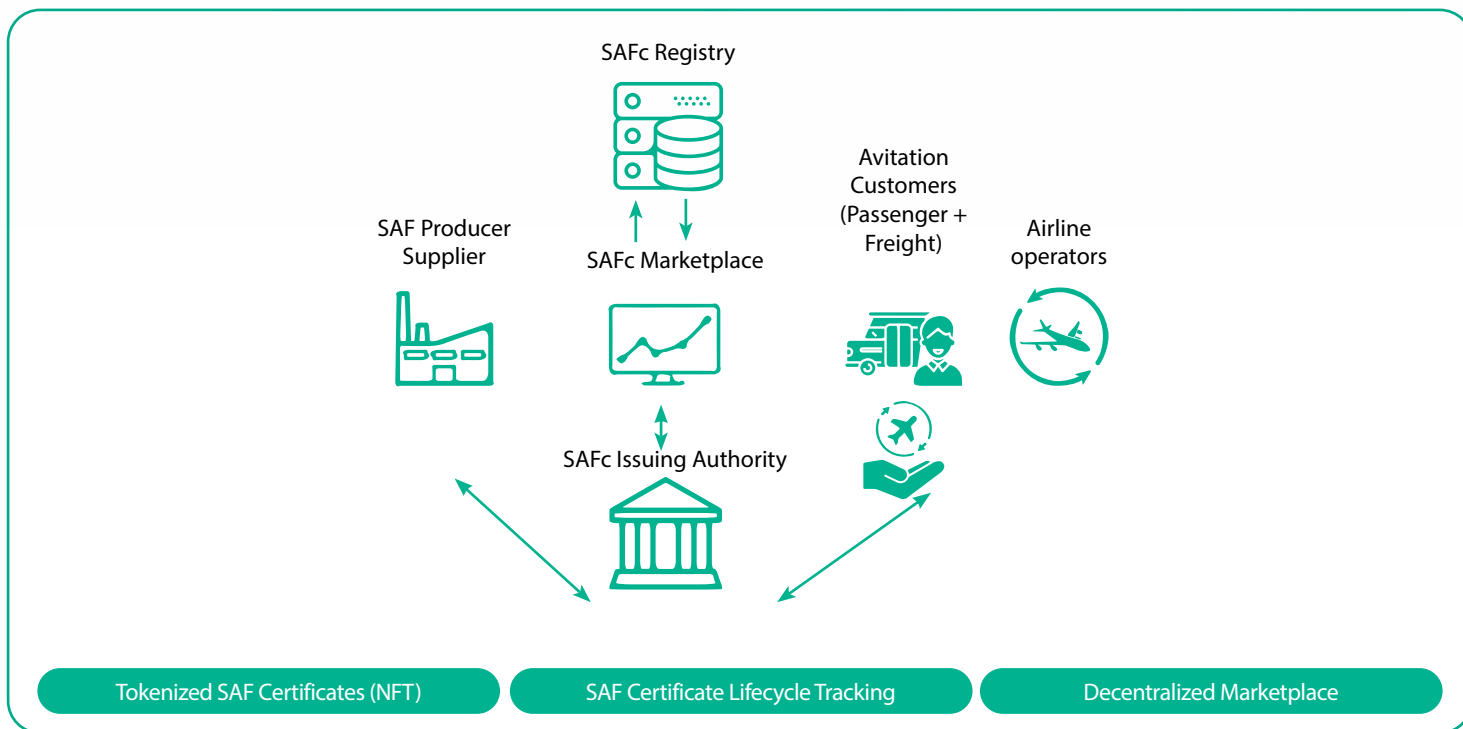 SAFc Registry
SAF Producer
Supplier
SAFc Marketplace
Avitation
Customers
(Passenger +
Freight)
Airline
operators
SAFc Issuing Authority
Tokenized SAF Certificates (NFT)
SAF Certificate Lifecycle Tracking
Decentralized Marketplace